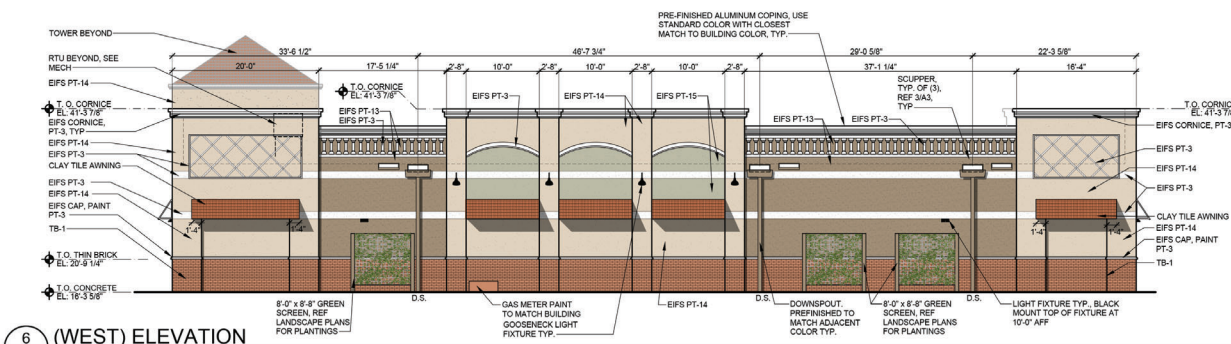 PRE-FINISHED ALUMINUM COPING, USE
STANDARD COLOR WITH CLOSEST
MATCH TO BUILDING COLOR, TYP.
TOWER BEYOND
33'-6 1/2"
46'-7 3/4"
29'-0 5/8"
22'-3 5/8"
RTU BEYOND, SEE
MECH
20'-0"
17'-5 1/4"
2'-8"
10'-0"
2'-8"
10'-0"
2'-8"
10'-0"
2'-8"
37'-1 1/4"
16'-4"
EIFS PT-14
T.O. CORNICE
EL: 41'-3 7/8"
SCUPPER,
TYP. OF (3),
REF 3/A3,
TYP
EIFS PT-3
EIFS PT-14
EIFS PT-15
T. O. CORNICE
EL: 41'-3 7/8"
T.O. CORNI
EL: 41'-3 7/
EIFS CORNICE,
PT-3, TYP
EIFS PT-13
EIFS PT-3
EIFS PT-13
EIFS PT-3
EIFS CORNICE, PT-3
EIFS PT-14
EIFS PT-3
CLAY TILE AWNING
EIFS PT-3
EIFS PT-14
EIFS PT-3
EIFS PT-3
EIFS PT-14
EIFS CAP, PAINT
PT-3
TB-1
CLAY TILE AWNING
EIFS PT-14
EIFS CAP, PAINT
PT-3
TB-1
1'-4"
1'-4"
1'-4"
1'-4"
T.O. THIN BRICK
EL: 20'-9 1/4"
T.O. CONCRETE
EL: 16'-3 5/8"
D.S.
D.S.
D.S.
8'-0" x 8'-8" GREEN
SCREEN, REF
LANDSCAPE PLANS
FOR PLANTINGS
GAS METER PAINT
TO MATCH BUILDING
GOOSENECK LIGHT
FIXTURE TYP.
EIFS PT-14
DOWNSPOUT.
PREFINISHED TO
MATCH ADJACENT
COLOR TYP.
8'-0" x 8'-8" GREEN
SCREEN, REF
LANDSCAPE PLANS
FOR PLANTINGS
LIGHT FIXTURE TYP., BLACK
MOUNT TOP OF FIXTURE AT
10'-0" AFF
6
(WEST) ELEVATION